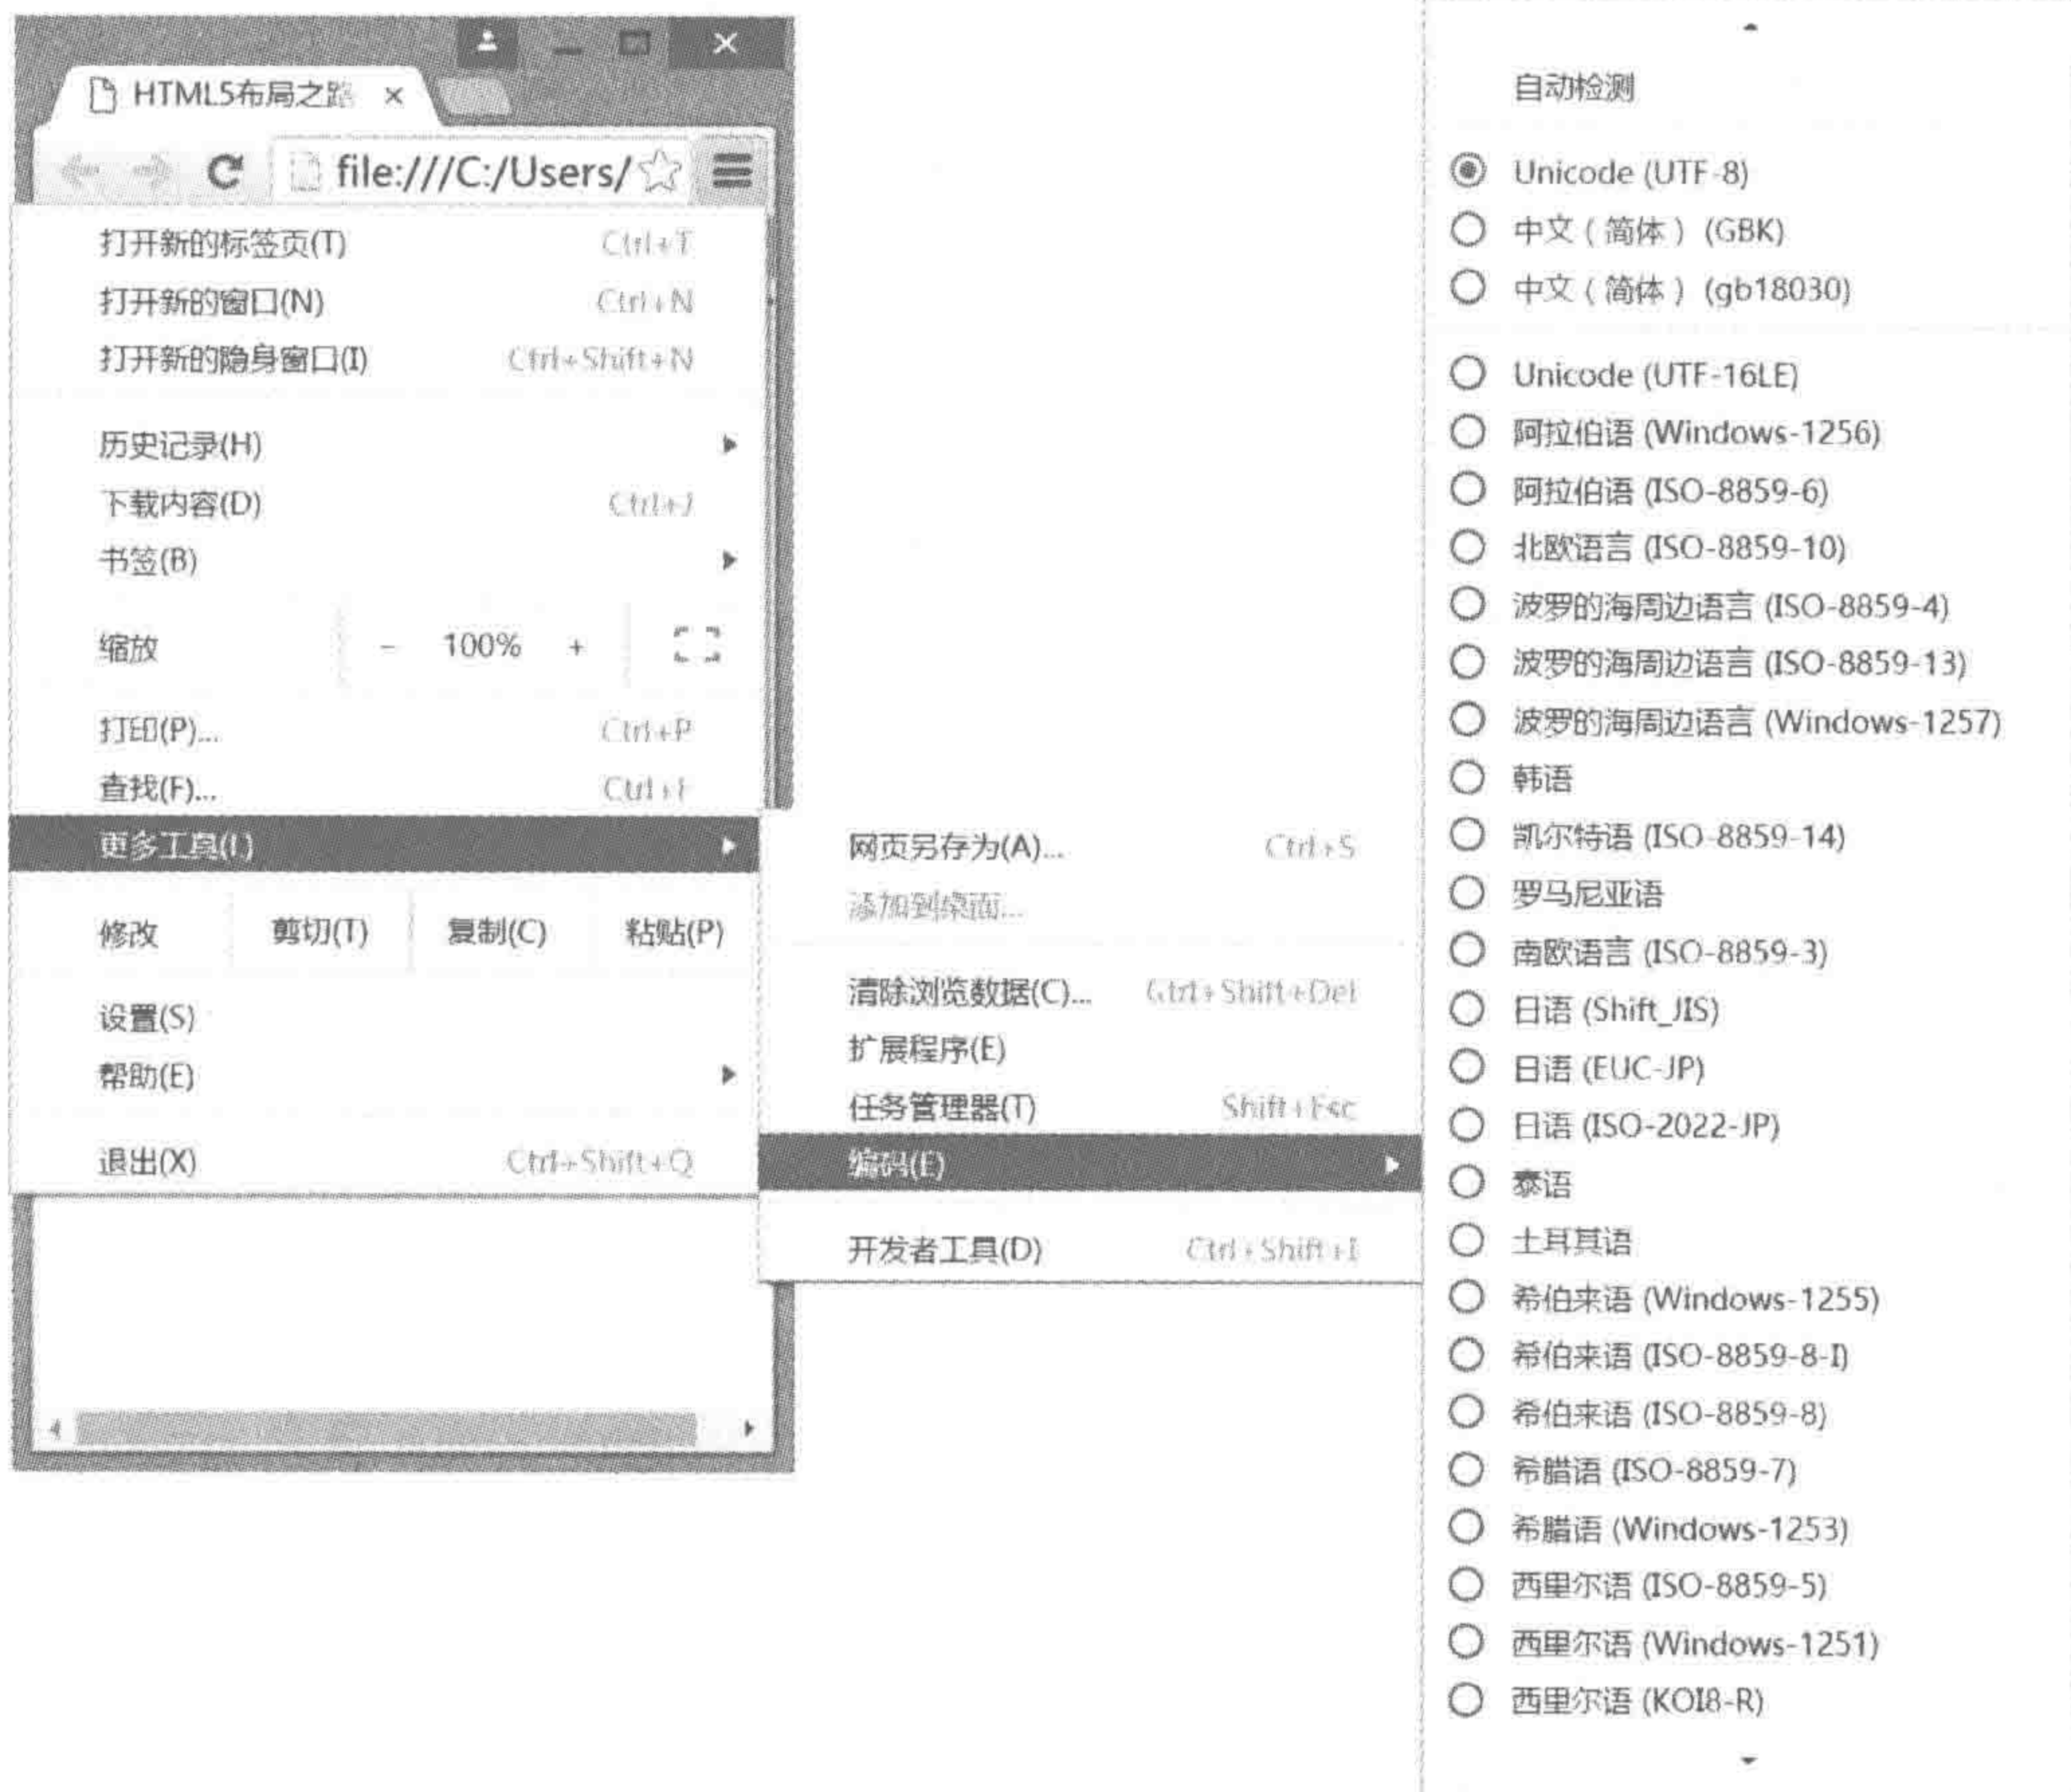 HTML5布局之路
file:///C:/Users/
打开新的标签页(T) Ctrl+T
打开新的窗口(N) Ctrl+N
打开新的隐身窗口(I) Ctrl+Shift+N
历史记录(H)
下载内容(D) Ctrl+J
书签(B)
缩放 - 100% +
打印(P)... Ctrl+P
查找(F)... Ctrl+F
更多工具(L)
修改 剪切(T) 复制(C) 粘贴(P)
设置(S)
帮助(E)
退出(X) Ctrl+Shift+Q
网页另存为(A)... Ctrl+S
添加到桌面...
清除浏览数据(C)... Ctrl+Shift+Del
扩展程序(E)
任务管理器(T) Shift+Esc
编码(E)
开发者工具(D) Ctrl+Shift+I
自动检测
Unicode (UTF-8)
中文（简体）(GBK)
中文（简体）(gb18030)
Unicode (UTF-16LE)
阿拉伯语 (Windows-1256)
阿拉伯语 (ISO-8859-6)
北欧语言 (ISO-8859-10)
波罗的海周边语言 (ISO-8859-4)
波罗的海周边语言 (ISO-8859-13)
波罗的海周边语言 (Windows-1257)
韩语
凯尔特语 (ISO-8859-14)
罗马尼亚语
南欧语言 (ISO-8859-3)
日语 (Shift_JIS)
日语 (EUC-JP)
日语 (ISO-2022-JP)
泰语
土耳其语
希伯来语 (Windows-1255)
希伯来语 (ISO-8859-8-I)
希伯来语 (ISO-8859-8)
希腊语 (ISO-8859-7)
希腊语 (Windows-1253)
西里尔语 (ISO-8859-5)
西里尔语 (Windows-1251)
西里尔语 (KOI8-R)